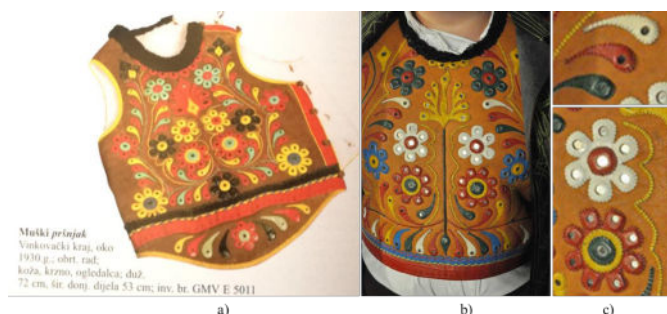 Muški pršnjak
Vinkovački kraj, oko
1930.g., obrt. rad;
koža, krzno, ogledalca; duž.
72 cm, šir. donj. dijela 53 cm; inv. br. GMV E 5011
a) b) c)